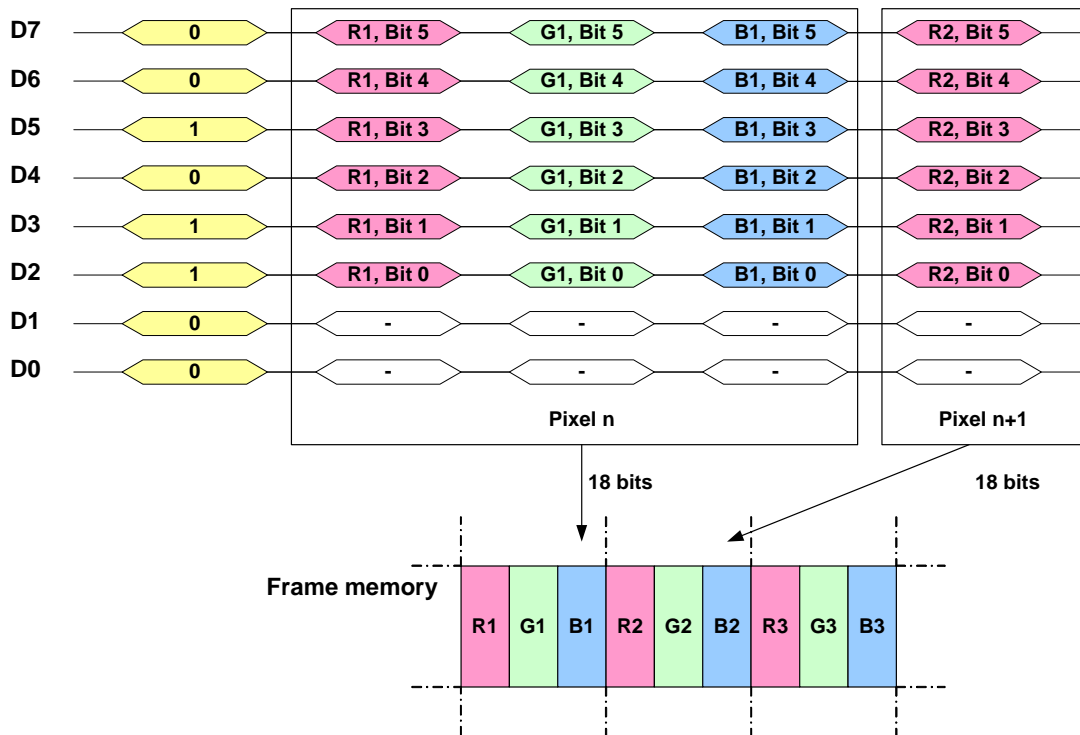 D7 0 R1, Bit 5 G1, Bit 5 B1, Bit 5 R2, Bit 5
D6 0 R1, Bit 4 G1, Bit 4 B1, Bit 4 R2, Bit 4
D5 1 R1, Bit 3 G1, Bit 3 B1, Bit 3 R2, Bit 3
D4 0 R1, Bit 2 G1, Bit 2 B1, Bit 2 R2, Bit 2
D3 1 R1, Bit 1 G1, Bit 1 B1, Bit 1 R2, Bit 1
D2 1 R1, Bit 0 G1, Bit 0 B1, Bit 0 R2, Bit 0
D1 0 - - - -
D0 0 - - - -
Pixel n Pixel n+1
18 bits 18 bits
Frame memory
R1 G1 B1 R2 G2 B2 R3 G3 B3